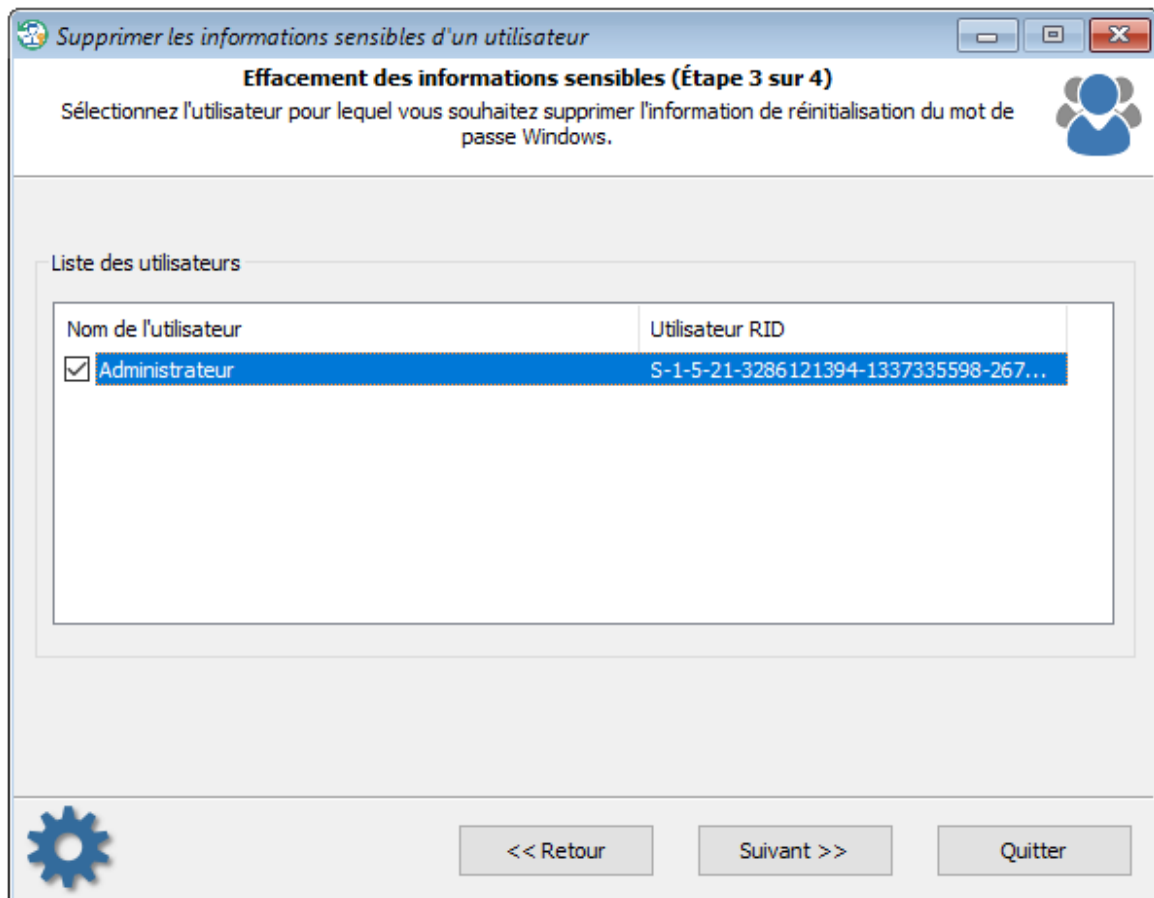 Supprimer les informations sensibles d'un utilisateur
Effacement des informations sensibles (Étape 3 sur 4)
Sélectionnez l'utilisateur pour lequel vous souhaitez supprimer l'information de réinitialisation du mot de
passe Windows.
Liste des utilisateurs
Nom de l'utilisateur Utilisateur RID
Administrateur S-1-5-21-3286121394-1337335598-267...
<< Retour Suivant >> Quitter